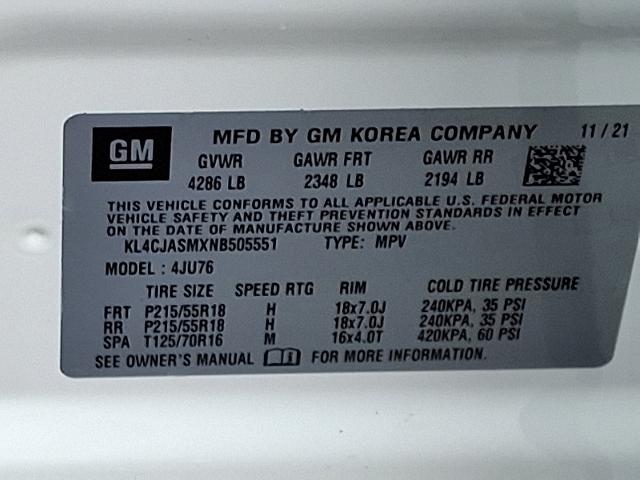 GM
MFD BY GM KOREA COMPANY 11/21
GVWR GAWR FRT GAWR RR
4286 LB 2348 LB 2194 LB
THIS VEHICLE CONFORMS TO ALL APPLICABLE U.S. FEDERAL MOTOR
VEHICLE SAFETY AND THEFT PREVENTION STANDARDS IN EFFECT
ON THE DATE OF MANUFACTURE SHOWN ABOVE.
KL4CJASMXNB505551 TYPE: MPV
MODEL: 4JU76
TIRE SIZE SPEED RTG RIM COLD TIRE PRESSURE
FRT P215/55R18 H 18x7.0J 240KPA, 35 PSI
RR P215/55R18 H 18x7.0J 240KPA, 35 PSI
SPA T125/70R16 M 16x4.0T 420KPA, 60 PSI
SEE OWNER'S MANUAL FOR MORE INFORMATION.